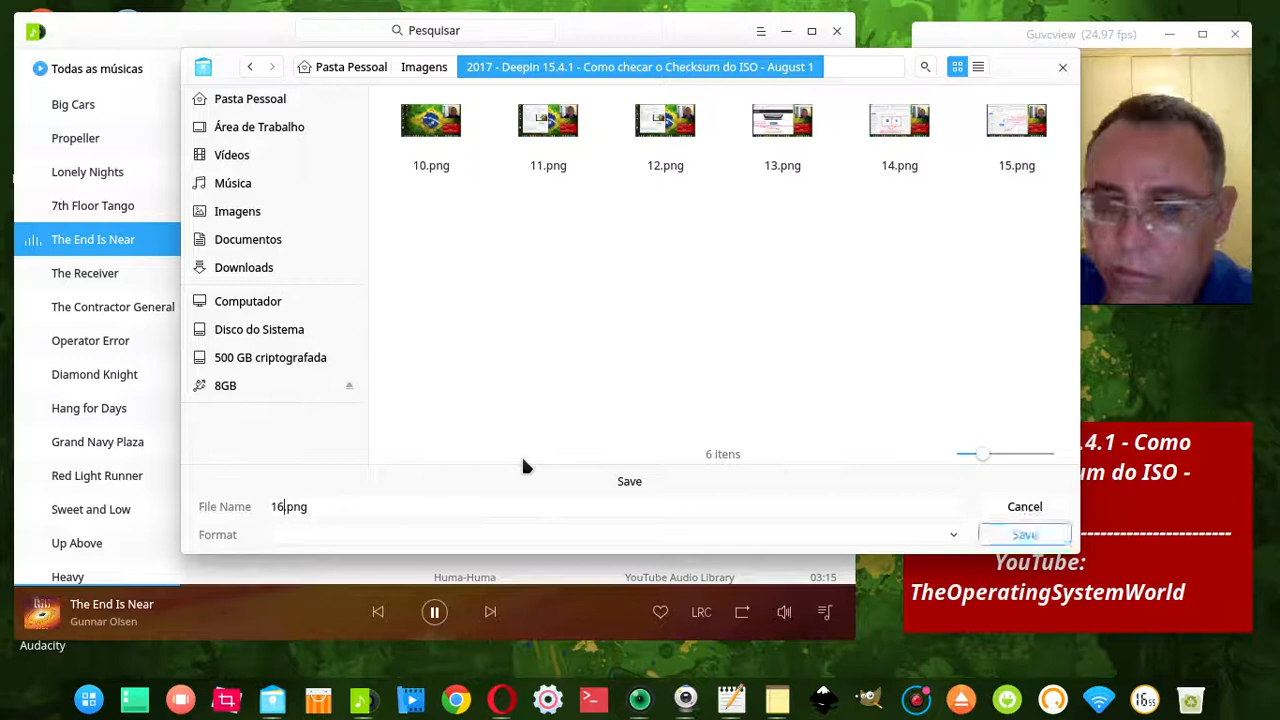 Pesquisar
Guvcview (24,97 fps)
Todas as músicas
Big Cars
Propeller
Lonely Nights
7th Floor Tango
The End Is Near
The Receiver
The Contractor General
Operator Error
Diamond Knight
Hang for Days
Grand Navy Plaza
Red Light Runner
Slow and Low
Up Above
Heavy
Huma-Huma
YouTube Audio Library
03:15
The End Is Near
Gunnar Olsen
LRC
Pasta Pessoal
Imagens
2017 - Deepin 15.4.1 - Como checar o Checksum do ISO - August 1
Pasta Pessoal
Área de Trabalho
Vídeos
Música
Imagens
Documentos
Downloads
Computador
Disco do Sistema
500 GB criptografada
8GB
10.png
11.png
12.png
13.png
14.png
15.png
6 itens
Save
File Name
16.png
Cancel
Format
Save
.4.1 - Como
um do ISO -
YouTube:
TheOperatingSystemWorld
Audacity
16 55